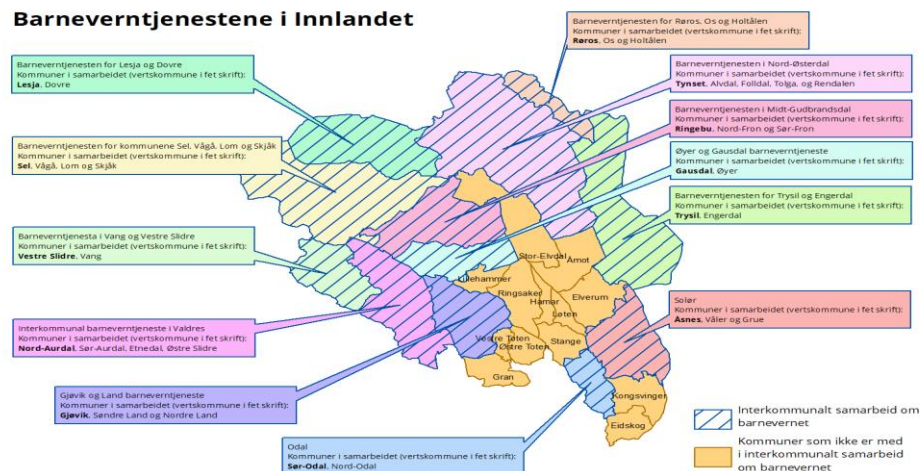 Barneverntjenestene i Innlandet
Barneverntjenesten for Røros, Os og Holtålen
Kommuner i samarbeidet (vertskommune i fet skrift):
Røros, Os og Holtålen
Barneverntjenesten for Lesja og Dovre
Kommuner i samarbeidet (vertskommune i fet skrift):
Lesja, Dovre
Barneverntjenesten i Nord-Østerdal
Kommuner i samarbeidet (vertskommune i fet skrift):
Tynset, Alvdal, Folldal, Tolga, og Rendalen
Barneverntjenesten i Midt-Gudbrandsdal
Kommuner i samarbeidet (vertskommune i fet skrift):
Ringebu, Nord-Fron og Sør-Fron
Barneverntjenesten for kommunene Sel, Vågå, Lom og Skjåk
Kommuner i samarbeidet (vertskommune i fet skrift):
Sel, Vågå, Lom og Skjåk
Øyer og Gausdal barneverntjeneste
Kommuner i samarbeidet (vertskommune i fet skrift):
Gausdal, Øyer
Barneverntjenesten for Trysil og Engerdal
Kommuner i samarbeidet (vertskommune i fet skrift):
Trysil, Engerdal
Barneverntjenesta i Vang og Vestre Slidre
Kommuner i samarbeidet (vertskommune i fet skrift):
Vestre Slidre, Vang
Stor-Elvdal
Åmot
Lillehammer
Ringsaker
Hamar
Elverum
Løten
Solør
Kommuner i samarbeidet (vertskommune i fet skrift):
Åsnes, Våler og Grue
Interkommunal barneverntjeneste i Valdres
Kommuner i samarbeidet (vertskommune i fet skrift):
Nord-Aurdal, Sør-Aurdal, Etnedal, Østre Slidre
Vestre Toten
Østre Toten
Stange
Gran
Gjøvik og Land barneverntjeneste
Kommuner i samarbeidet (vertskommune i fet skrift):
Gjøvik, Søndre Land og Nordre Land
Kongsvinger
Eidskog
Interkommunalt samarbeid om
barnevernet
Kommuner som ikke er med
i interkommunalt samarbeid
om barnevernet
Odal
Kommuner i samarbeidet (vertskommune i fet skrift):
Sør-Odal, Nord-Odal